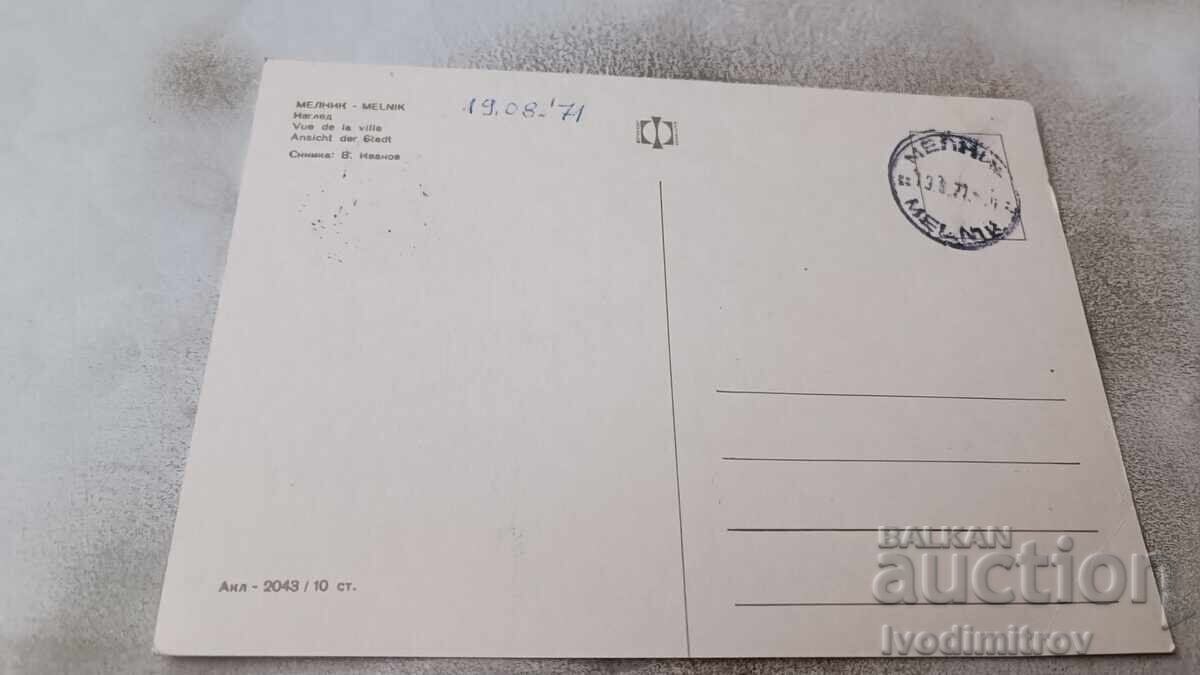 МЕЛНИК - MELNIK
Изглед
Vue de la ville
Ansicht der Stadt
Снимка: В. Иванов
19.08.'71
МЕЛНИК
MELNIK
Акл - 2043 / 10 ст.
BALKAN
auction
Ivodimitrov